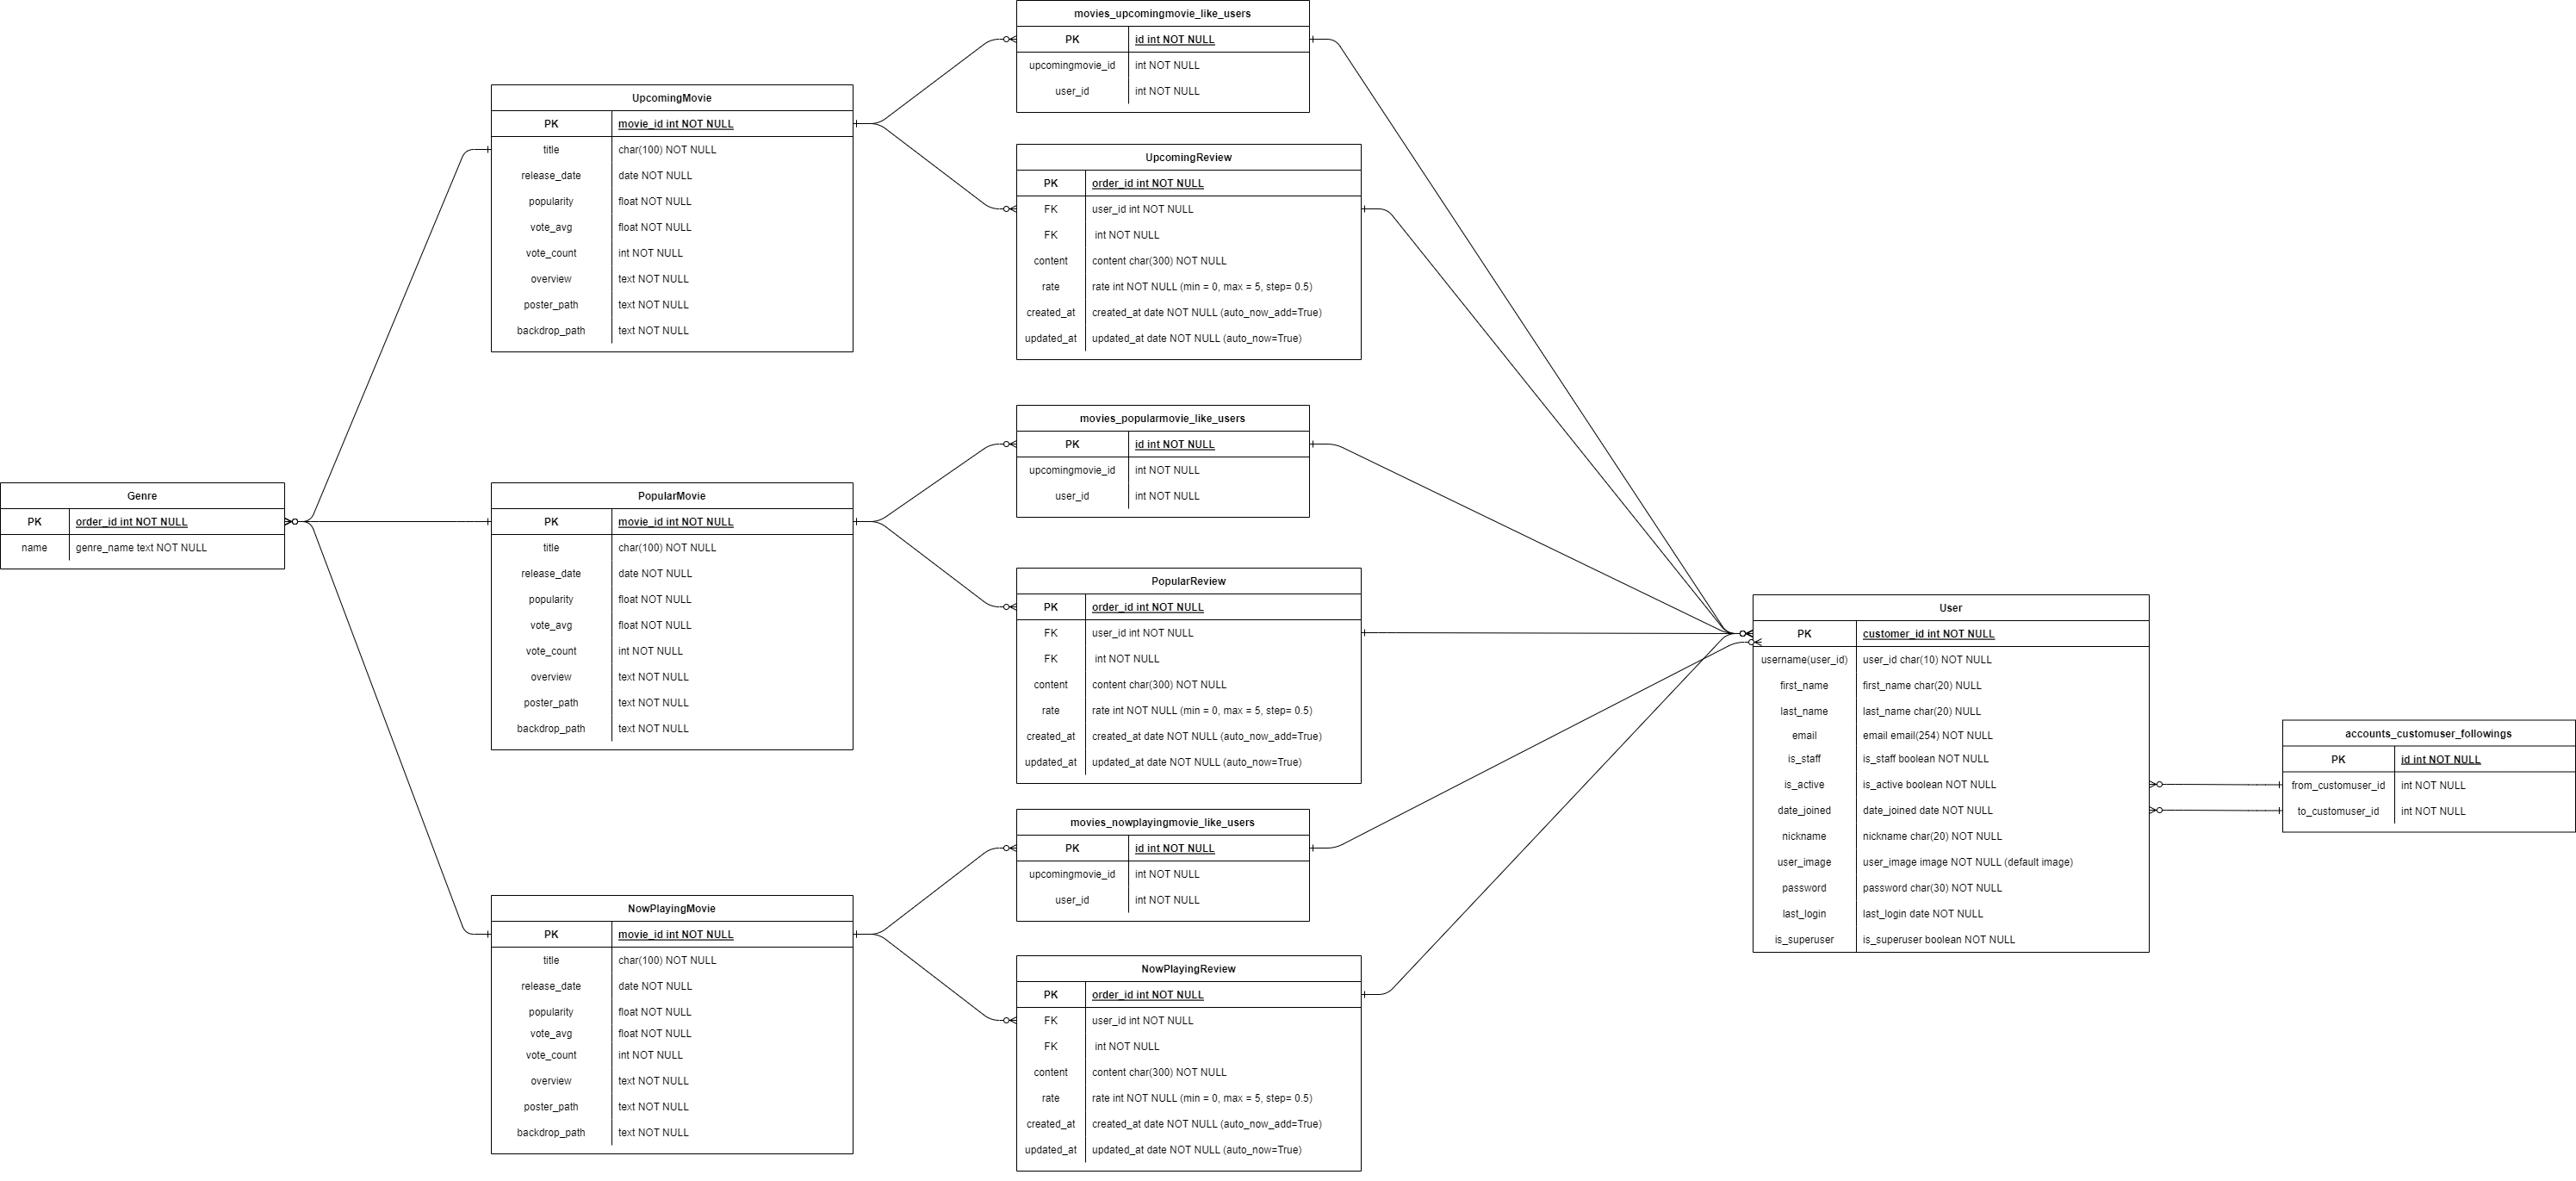 Genre
PK order_id int NOT NULL
name genre_name text NOT NULL
UpcomingMovie
PK movie_id int NOT NULL
title char(100) NOT NULL
release_date date NOT NULL
popularity float NOT NULL
vote_avg float NOT NULL
vote_count int NOT NULL
overview text NOT NULL
poster_path text NOT NULL
backdrop_path text NOT NULL
PopularMovie
PK movie_id int NOT NULL
title char(100) NOT NULL
release_date date NOT NULL
popularity float NOT NULL
vote_avg float NOT NULL
vote_count int NOT NULL
overview text NOT NULL
poster_path text NOT NULL
backdrop_path text NOT NULL
NowPlayingMovie
PK movie_id int NOT NULL
title char(100) NOT NULL
release_date date NOT NULL
popularity float NOT NULL
vote_avg float NOT NULL
vote_count int NOT NULL
overview text NOT NULL
poster_path text NOT NULL
backdrop_path text NOT NULL
movies_upcomingmovie_like_users
PK id int NOT NULL
upcomingmovie_id int NOT NULL
user_id int NOT NULL
UpcomingReview
PK order_id int NOT NULL
FK user_id int NOT NULL
FK int NOT NULL
content content char(300) NOT NULL
rate rate int NOT NULL (min = 0, max = 5, step= 0.5)
created_at created_at date NOT NULL (auto_now_add=True)
updated_at updated_at date NOT NULL (auto_now=True)
movies_popularmovie_like_users
PK id int NOT NULL
upcomingmovie_id int NOT NULL
user_id int NOT NULL
PopularReview
PK order_id int NOT NULL
FK user_id int NOT NULL
FK int NOT NULL
content content char(300) NOT NULL
rate rate int NOT NULL (min = 0, max = 5, step= 0.5)
created_at created_at date NOT NULL (auto_now_add=True)
updated_at updated_at date NOT NULL (auto_now=True)
movies_nowplayingmovie_like_users
PK id int NOT NULL
upcomingmovie_id int NOT NULL
user_id int NOT NULL
NowPlayingReview
PK order_id int NOT NULL
FK user_id int NOT NULL
FK int NOT NULL
content content char(300) NOT NULL
rate rate int NOT NULL (min = 0, max = 5, step= 0.5)
created_at created_at date NOT NULL (auto_now_add=True)
updated_at updated_at date NOT NULL (auto_now=True)
User
PK customer_id int NOT NULL
username(user_id) user_id char(10) NOT NULL
first_name first_name char(20) NULL
last_name last_name char(20) NULL
email email email(254) NOT NULL
is_staff is_staff boolean NOT NULL
is_active is_active boolean NOT NULL
date_joined date_joined date NOT NULL
nickname nickname char(20) NOT NULL
user_image user_image image NOT NULL (default image)
password password char(30) NOT NULL
last_login last_login date NOT NULL
is_superuser is_superuser boolean NOT NULL
accounts_customuser_followings
PK id int NOT NULL
from_customuser_id int NOT NULL
to_customuser_id int NOT NULL